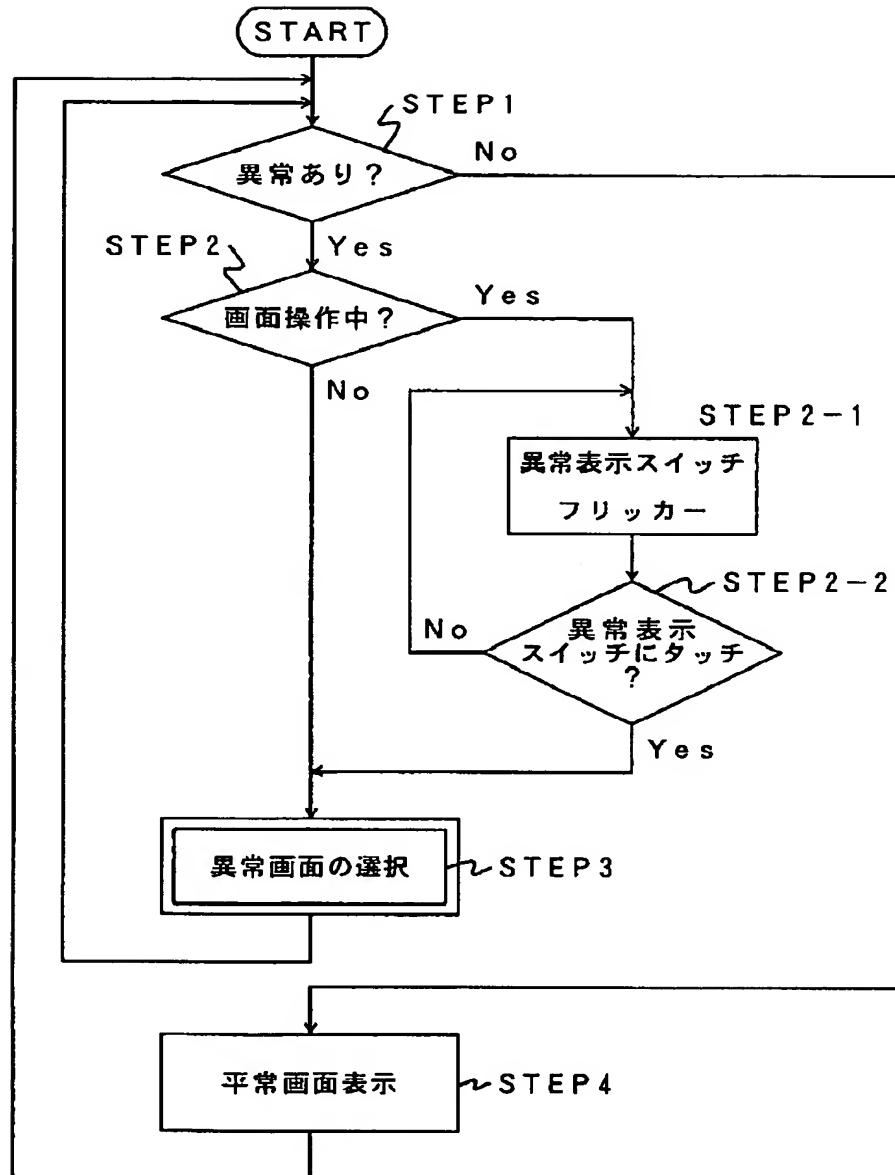 START
STEP1
異常あり?
No
STEP2
Yes
画面操作中?
Yes
No
STEP2-1
異常表示スイッチ
フリッカー
STEP2-2
No
異常表示
スイッチにタッチ
?
Yes
異常画面の選択
STEP3
平常画面表示
STEP4